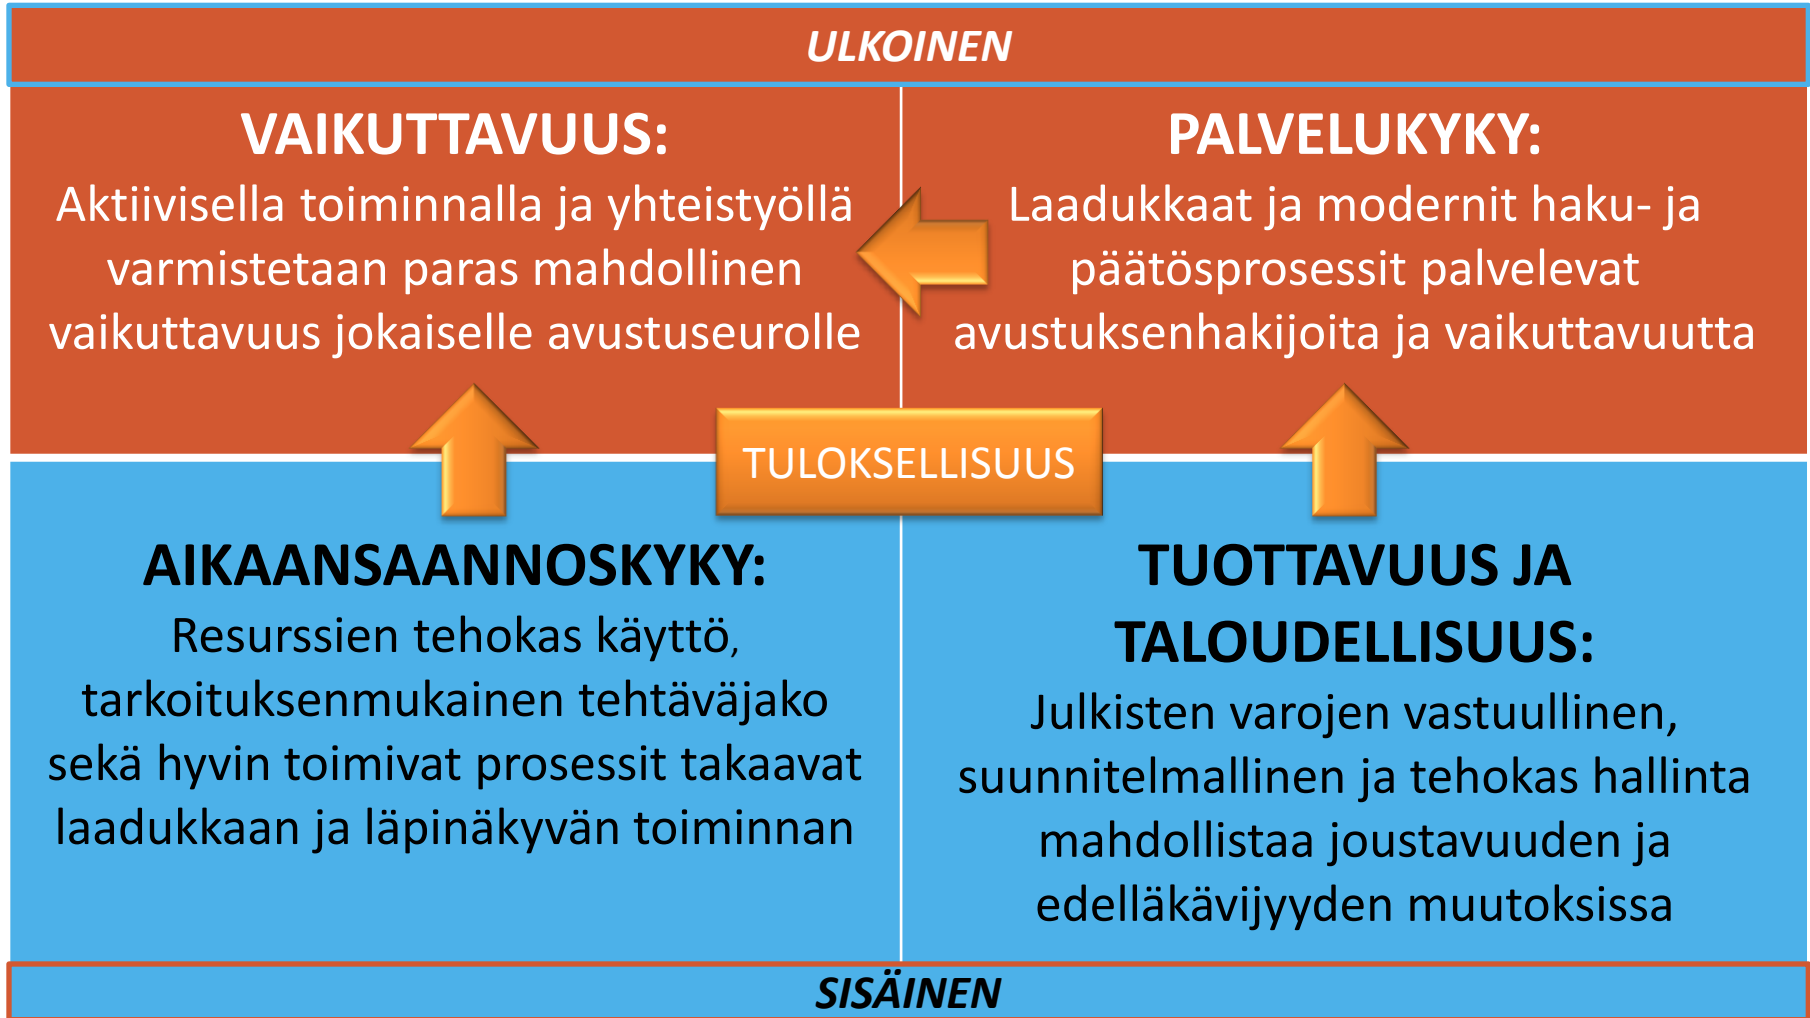 ULKOINEN
VAIKUTTAVUUS:
Aktiivisella toiminnalla ja yhteistyöllä
varmistetaan paras mahdollinen
vaikuttavuus jokaiselle avustuseurolle
PALVELUKYKY:
Laadukkaat ja modernit haku- ja
päätösprosessit palvelevat
avustuksenhakijoita ja vaikuttavuutta
TULOKSELLISUUS
AIKAANSAANNOSKYKY:
Resurssien tehokas käyttö,
tarkoituksenmukainen tehtäväjako
sekä hyvin toimivat prosessit takaavat
laadukkaan ja läpinäkyvän toiminnan
TUOTTAVUUS JA
TALOUDELLISUUS:
Julkisten varojen vastuullinen,
suunnitelmallinen ja tehokas hallinta
mahdollistaa joustavuuden ja
edelläkävijyyden muutoksissa
SISÄINEN